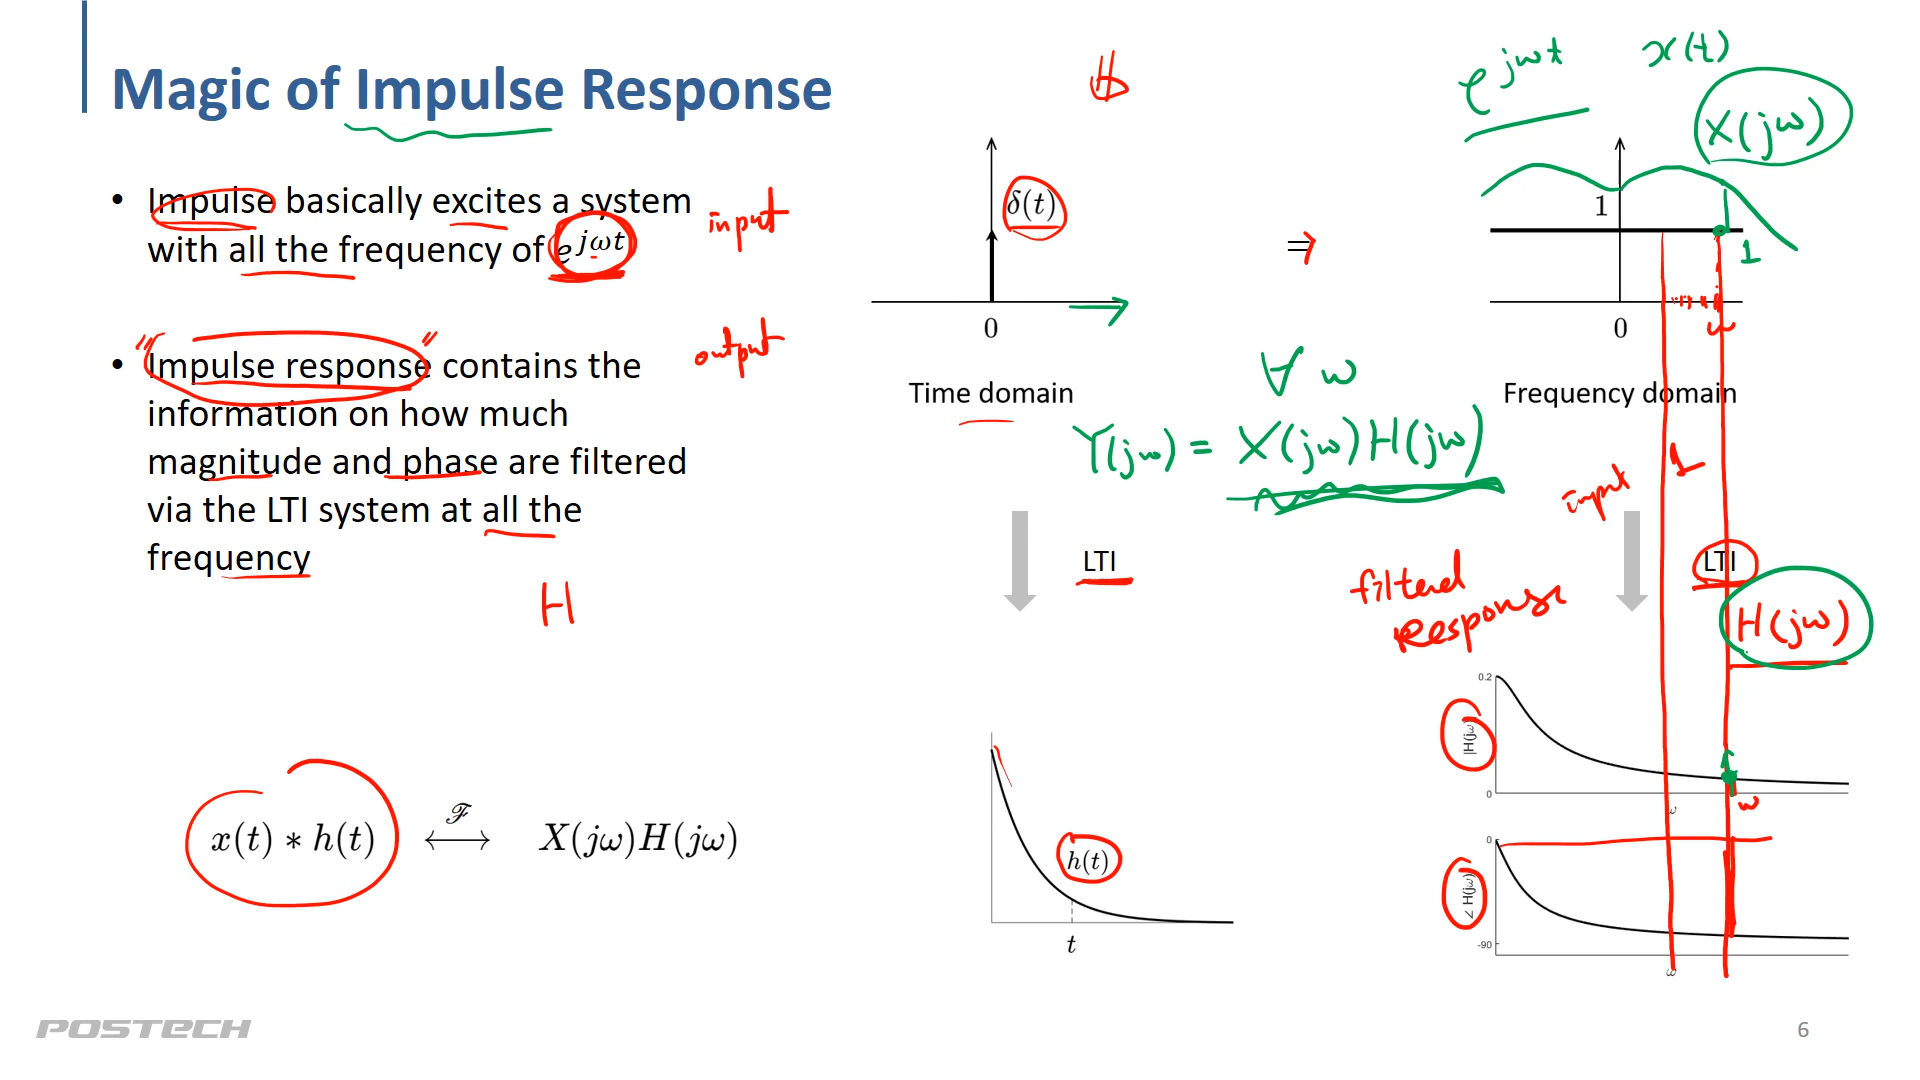 Magic of Impulse Response
• Impulse basically excites a system
with all the frequency of e^{jωt}
input
• "Impulse response" contains the
information on how much
magnitude and phase are filtered
via the LTI system at all the
frequency
output
H
x(t) ∗ h(t) ⟷ℱ X(jω)H(jω)
H
δ(t)
0
Time domain
⇒
e^{jωt} x(t)
X(jω)
1
1
0
ω
Frequency domain
∀ ω
Y(jω) = X(jω)H(jω)
LTI
input
1
LTI
filtered
Response
H(jω)
h(t)
t
0.2
|H(jω)|
0
ω
ω
0
∠ H(jω)
-90
ω
POSTECH
6